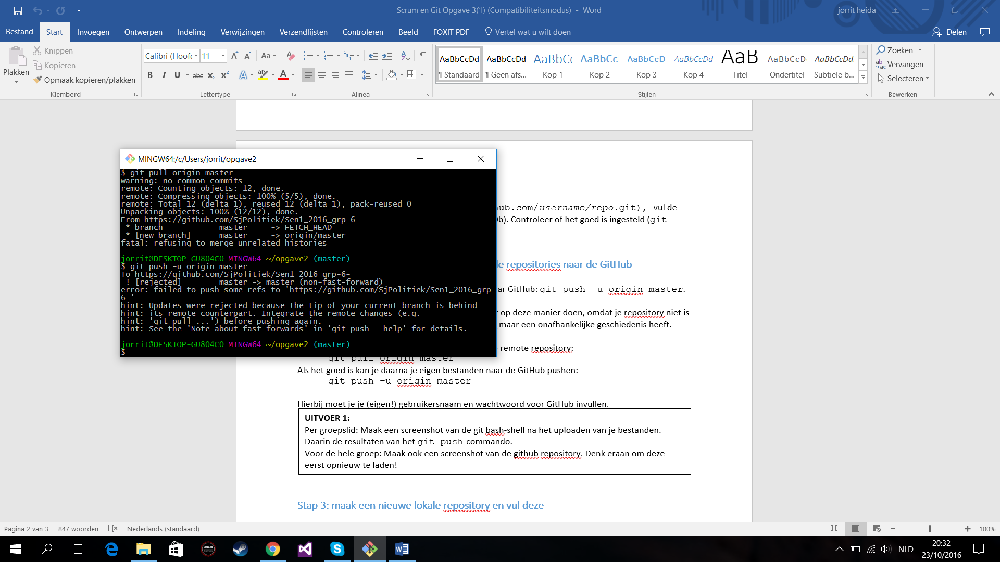 Scrum en Git Opgave 3(1) (Compatibiliteitsmodus) - Word
jorrit heida
Bestand Start Invoegen Ontwerpen Indeling Verwijzingen Verzendlijsten Controleren Beeld FOXIT PDF Vertel wat u wilt doen Delen
Plakken
Knippen
Kopiëren
Opmaak kopiëren/plakken
Klembord
Calibri (Hoofd 11
Lettertype
Alinea
AaBbCcDd AaBbCcDd AaBbCc AaBbCcI AaBbCcD AaBbCcDd AaB AaBbCcD AaBbCcDd
¶ Standaard ¶ Geen afs... Kop 1 Kop 2 Kop 3 Kop 4 Titel Ondertitel Subtiele b...
Stijlen
Zoeken
Vervangen
Selecteren
Bewerken
MINGW64:/c/Users/jorrit/opgave2
$ git pull origin master
warning: no common commits
remote: Counting objects: 12, done.
remote: Compressing objects: 100% (5/5), done.
remote: Total 12 (delta 1), reused 12 (delta 1), pack-reused 0
Unpacking objects: 100% (12/12), done.
From https://github.com/SjPolitiek/Sen1_2016_grp-6-
* branch master -> FETCH_HEAD
* [new branch] master -> origin/master
fatal: refusing to merge unrelated histories
jorrit@DESKTOP-GU804CO MINGW64 ~/opgave2 (master)
$ git push -u origin master
To https://github.com/SjPolitiek/Sen1_2016_grp-6-
! [rejected] master -> master (non-fast-forward)
error: failed to push some refs to 'https://github.com/SjPolitiek/Sen1_2016_grp-
6-'
hint: Updates were rejected because the tip of your current branch is behind
hint: its remote counterpart. Integrate the remote changes (e.g.
hint: 'git pull ...') before pushing again.
hint: See the 'Note about fast-forwards' in 'git push --help' for details.
jorrit@DESKTOP-GU804CO MINGW64 ~/opgave2 (master)
$
hub.com/username/repo.git), vul de
0b). Controleer of het goed is ingesteld (git
le repositories naar de GitHub
ar GitHub: git push -u origin master.
t op deze manier doen, omdat je repository niet is
maar een onafhankelijke geschiedenis heeft.
e remote repository:
git pull origin master
Als het goed is kan je daarna je eigen bestanden naar de GitHub pushen:
git push -u origin master
Hierbij moet je je (eigen!) gebruikersnaam en wachtwoord voor GitHub invullen.
UITVOER 1:
Per groepslid: Maak een screenshot van de git bash-shell na het uploaden van je bestanden.
Daarin de resultaten van het git push-commando.
Voor de hele groep: Maak ook een screenshot van de github repository. Denk eraan om deze
eerst opnieuw te laden!
Stap 3: maak een nieuwe lokale repository en vul deze
Pagina 2 van 3 847 woorden Nederlands (standaard) 100%
NLD
20:32
23/10/2016